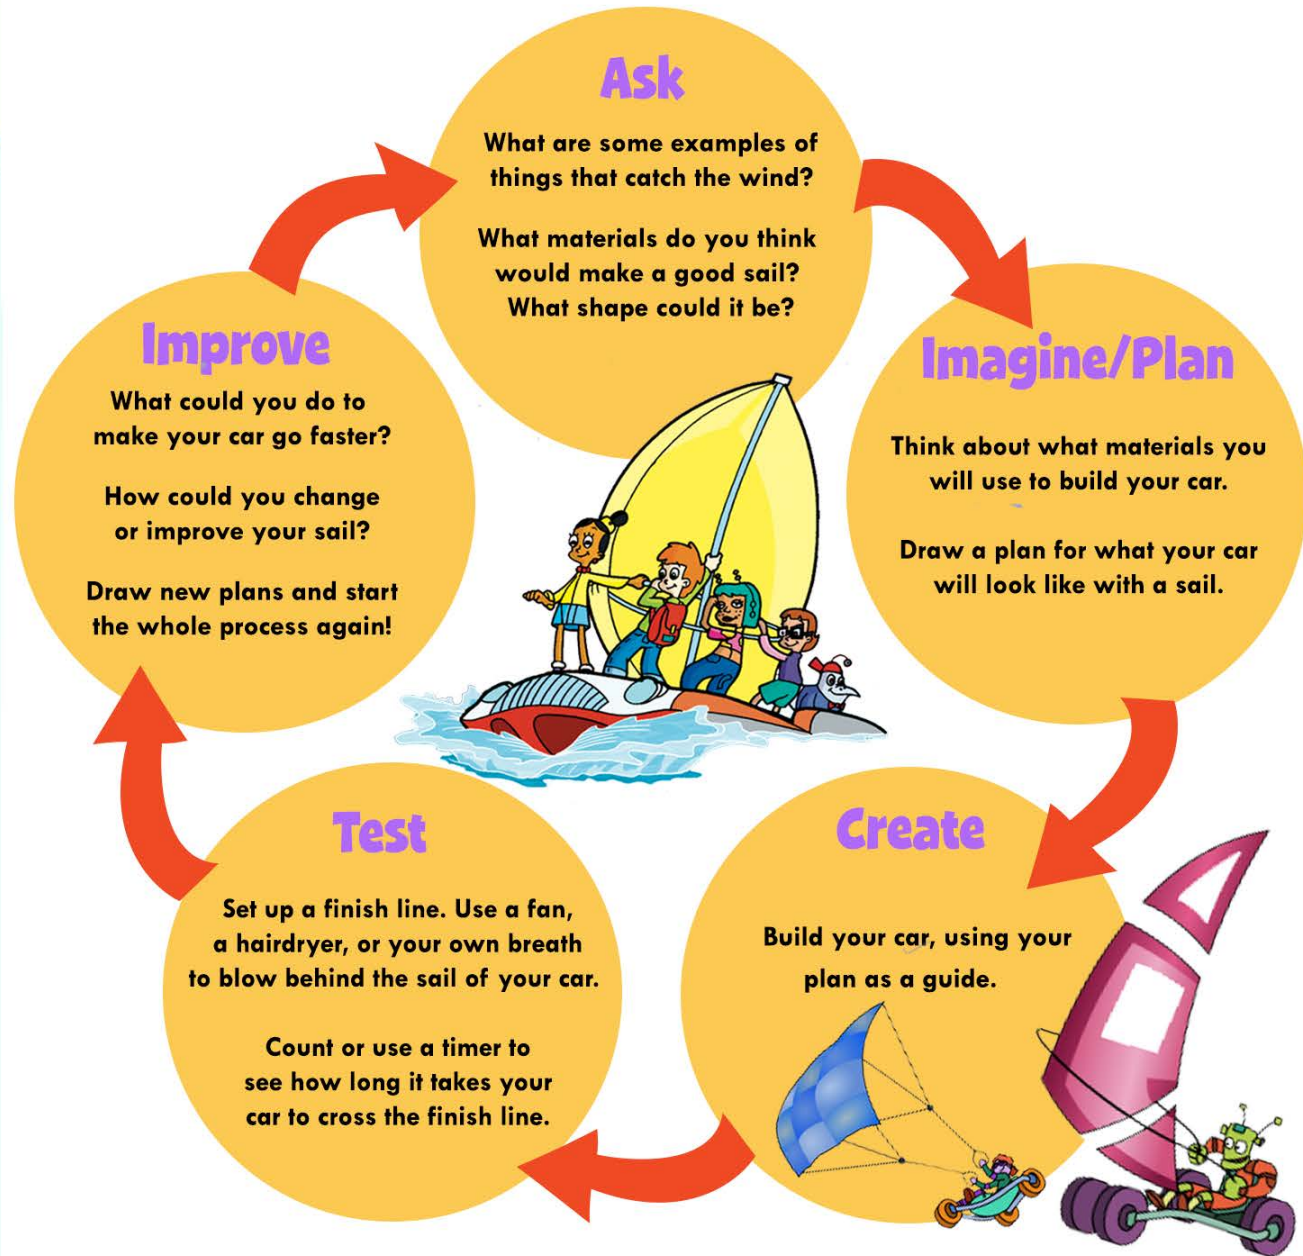 Ask
What are some examples of
things that catch the wind?
What materials do you think
would make a good sail?
What shape could it be?
Imagine/Plan
Think about what materials you
will use to build your car.
Draw a plan for what your car
will look like with a sail.
Create
Build your car, using your
plan as a guide.
Test
Set up a finish line. Use a fan,
a hairdryer, or your own breath
to blow behind the sail of your car.
Count or use a timer to
see how long it takes your
car to cross the finish line.
Improve
What could you do to
make your car go faster?
How could you change
or improve your sail?
Draw new plans and start
the whole process again!